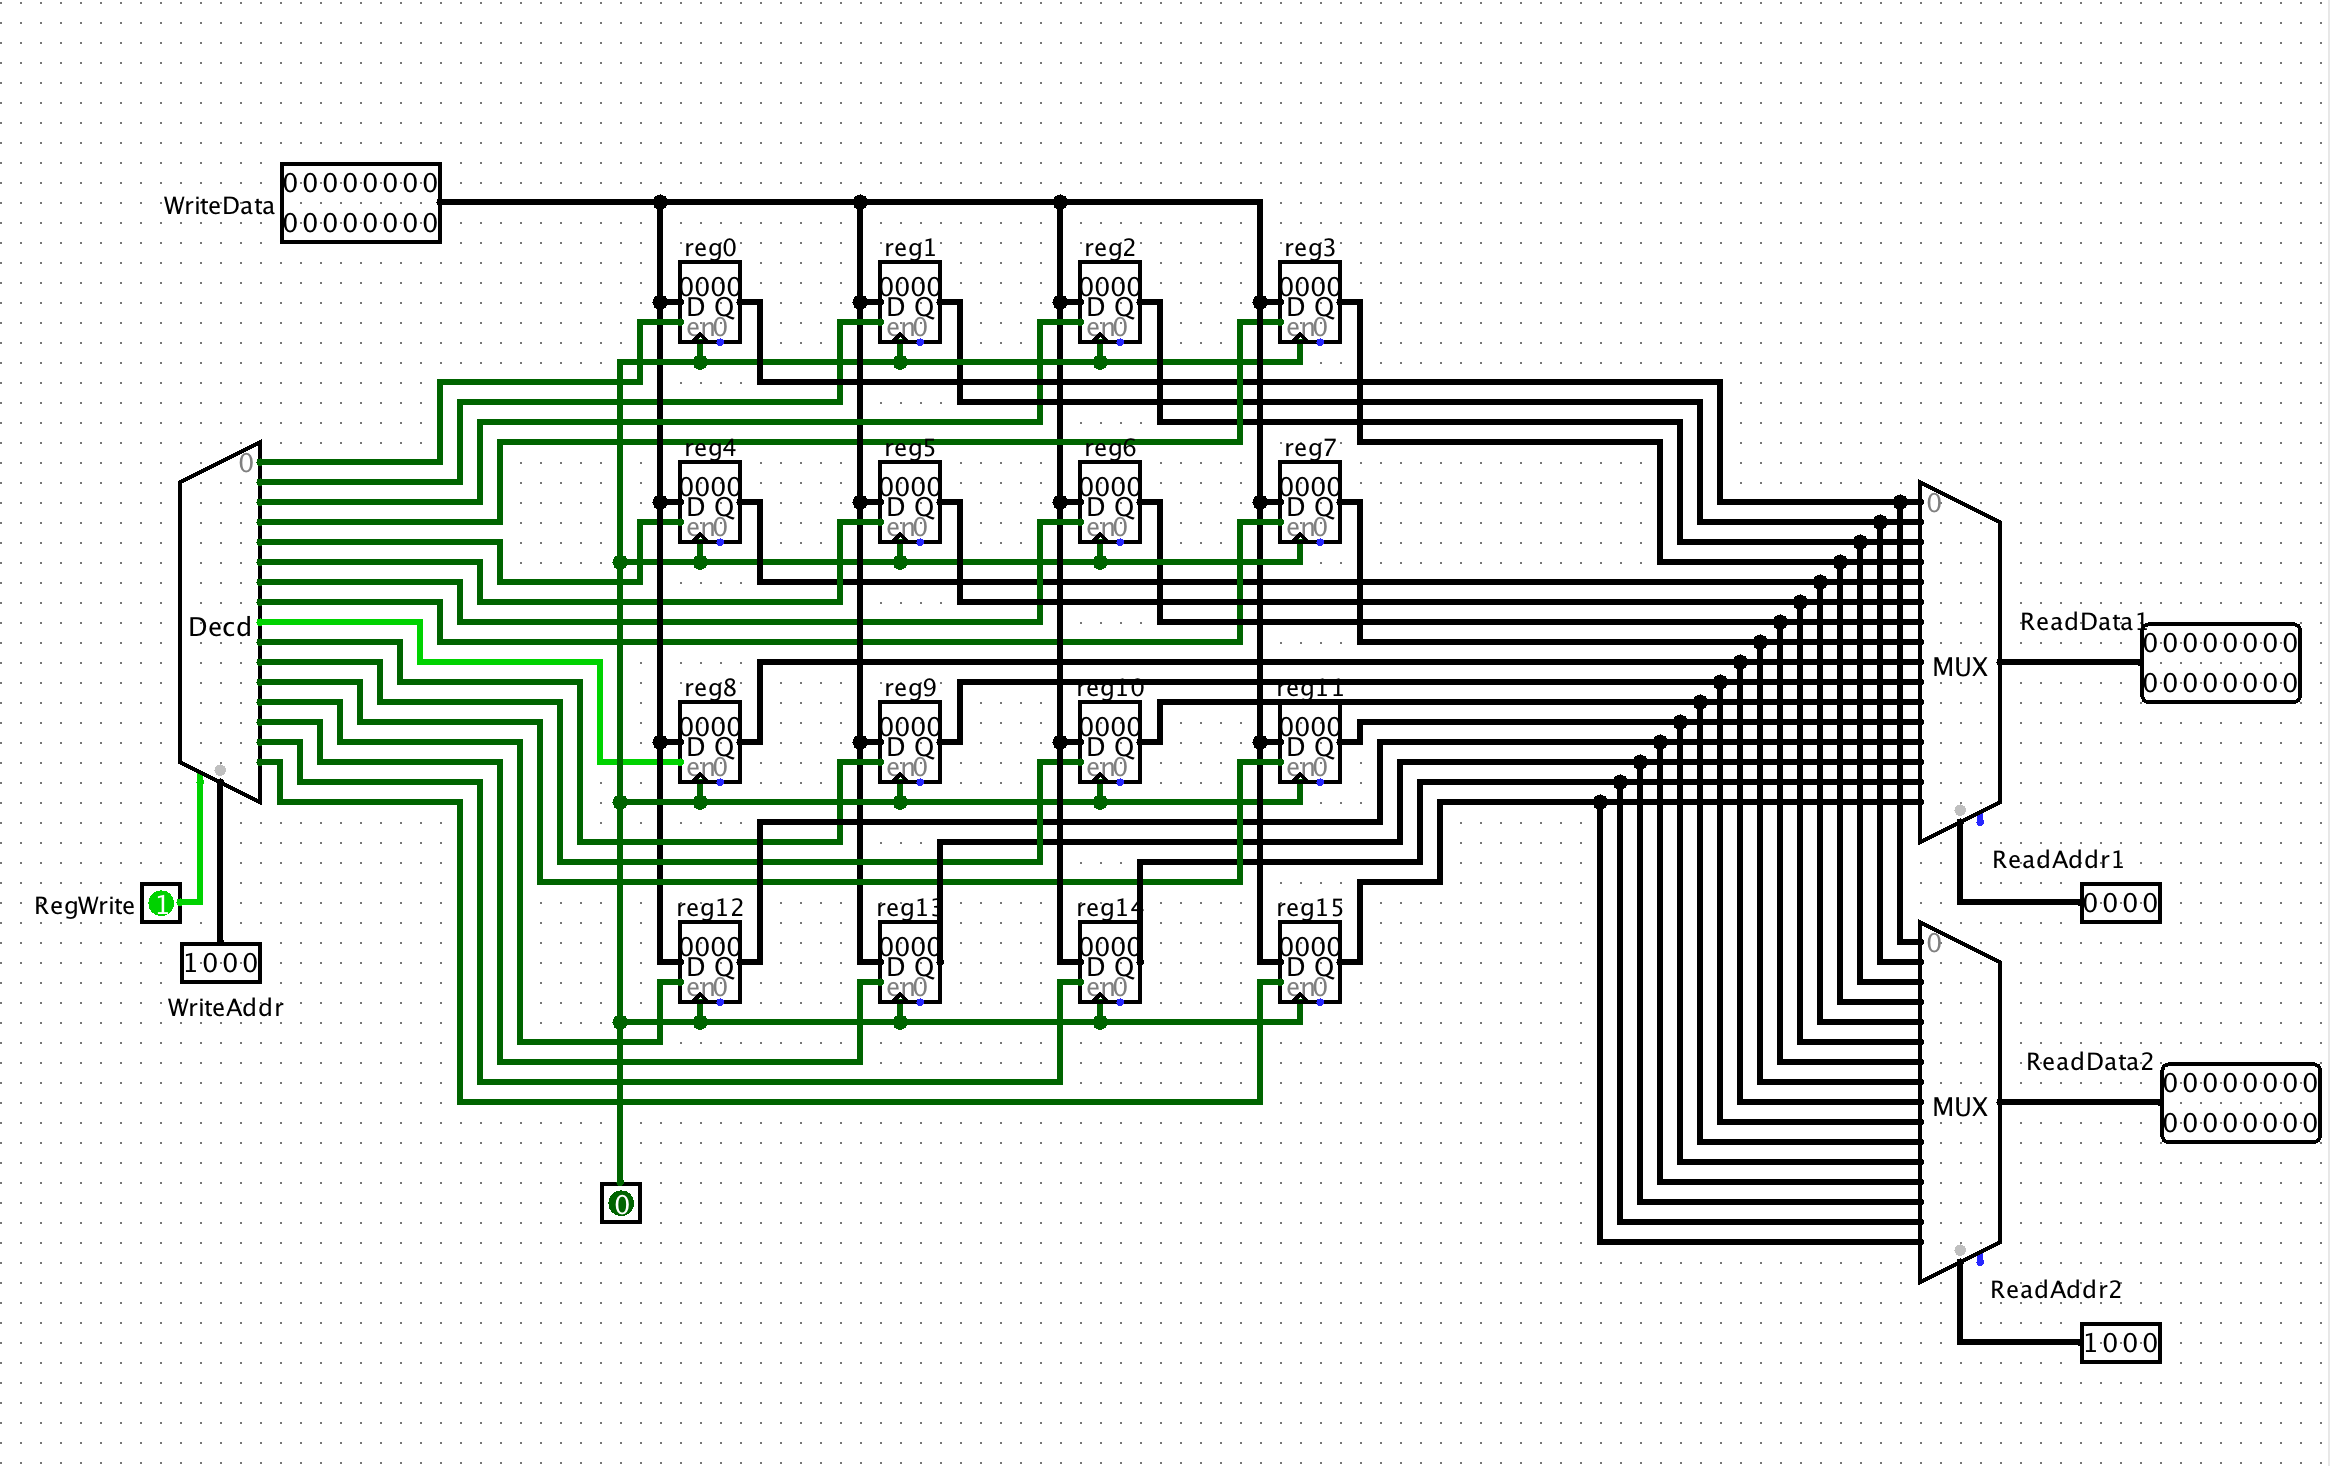 WriteData
00000000
00000000
reg0
0000
D Q
en0
reg1
0000
D Q
en0
reg2
0000
D Q
en0
reg3
0000
D Q
en0
reg4
0000
D Q
en0
reg5
0000
D Q
en0
reg6
0000
D Q
en0
reg7
0000
D Q
en0
0
Decd
reg8
0000
D Q
en0
reg9
0000
D Q
en0
reg10
0000
D Q
en0
reg11
0000
D Q
en0
RegWrite 1
1000
WriteAddr
reg12
0000
D Q
en0
reg13
0000
D Q
en0
reg14
0000
D Q
en0
reg15
0000
D Q
en0
0
0
MUX
ReadData1
00000000
00000000
ReadAddr1
0000
0
MUX
ReadData2
00000000
00000000
ReadAddr2
1000